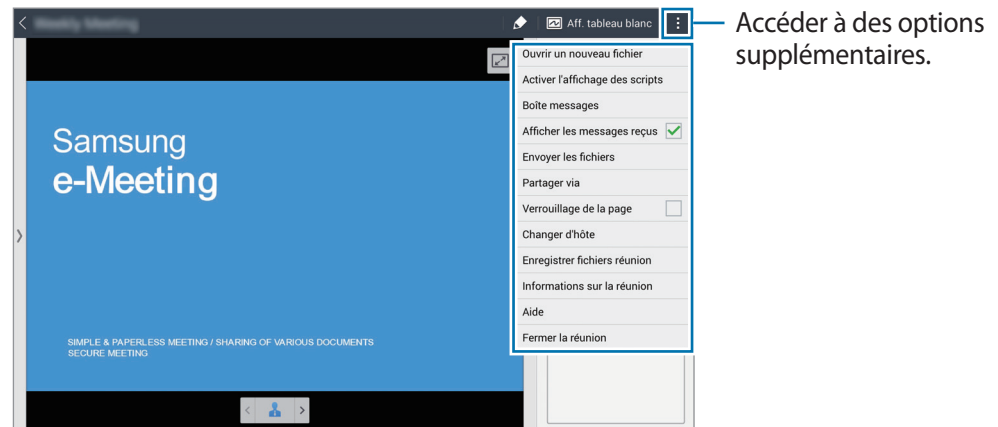 Aff. tableau blanc
Accéder à des options
supplémentaires.
Ouvrir un nouveau fichier
Activer l'affichage des scripts
Boîte messages
Afficher les messages reçus
Envoyer les fichiers
Partager via
Verrouillage de la page
Changer d'hôte
Enregistrer fichiers réunion
Informations sur la réunion
Aide
Fermer la réunion
Samsung
e-Meeting
SIMPLE & PAPERLESS MEETING / SHARING OF VARIOUS DOCUMENTS
SECURE MEETING